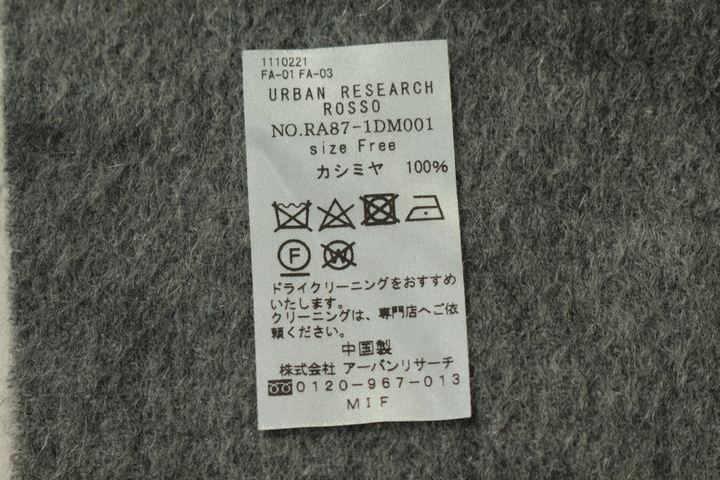 1110221
FA-01 FA-03
URBAN RESEARCH
ROSSO
NO.RA87-1DM001
size Free
カシミヤ 100%
F W
ドライクリーニングをおすすめ
いたします。
クリーニングは、専門店へご依
頼ください。
中国製
株式会社 アーバンリサーチ
0120-967-013
MIF